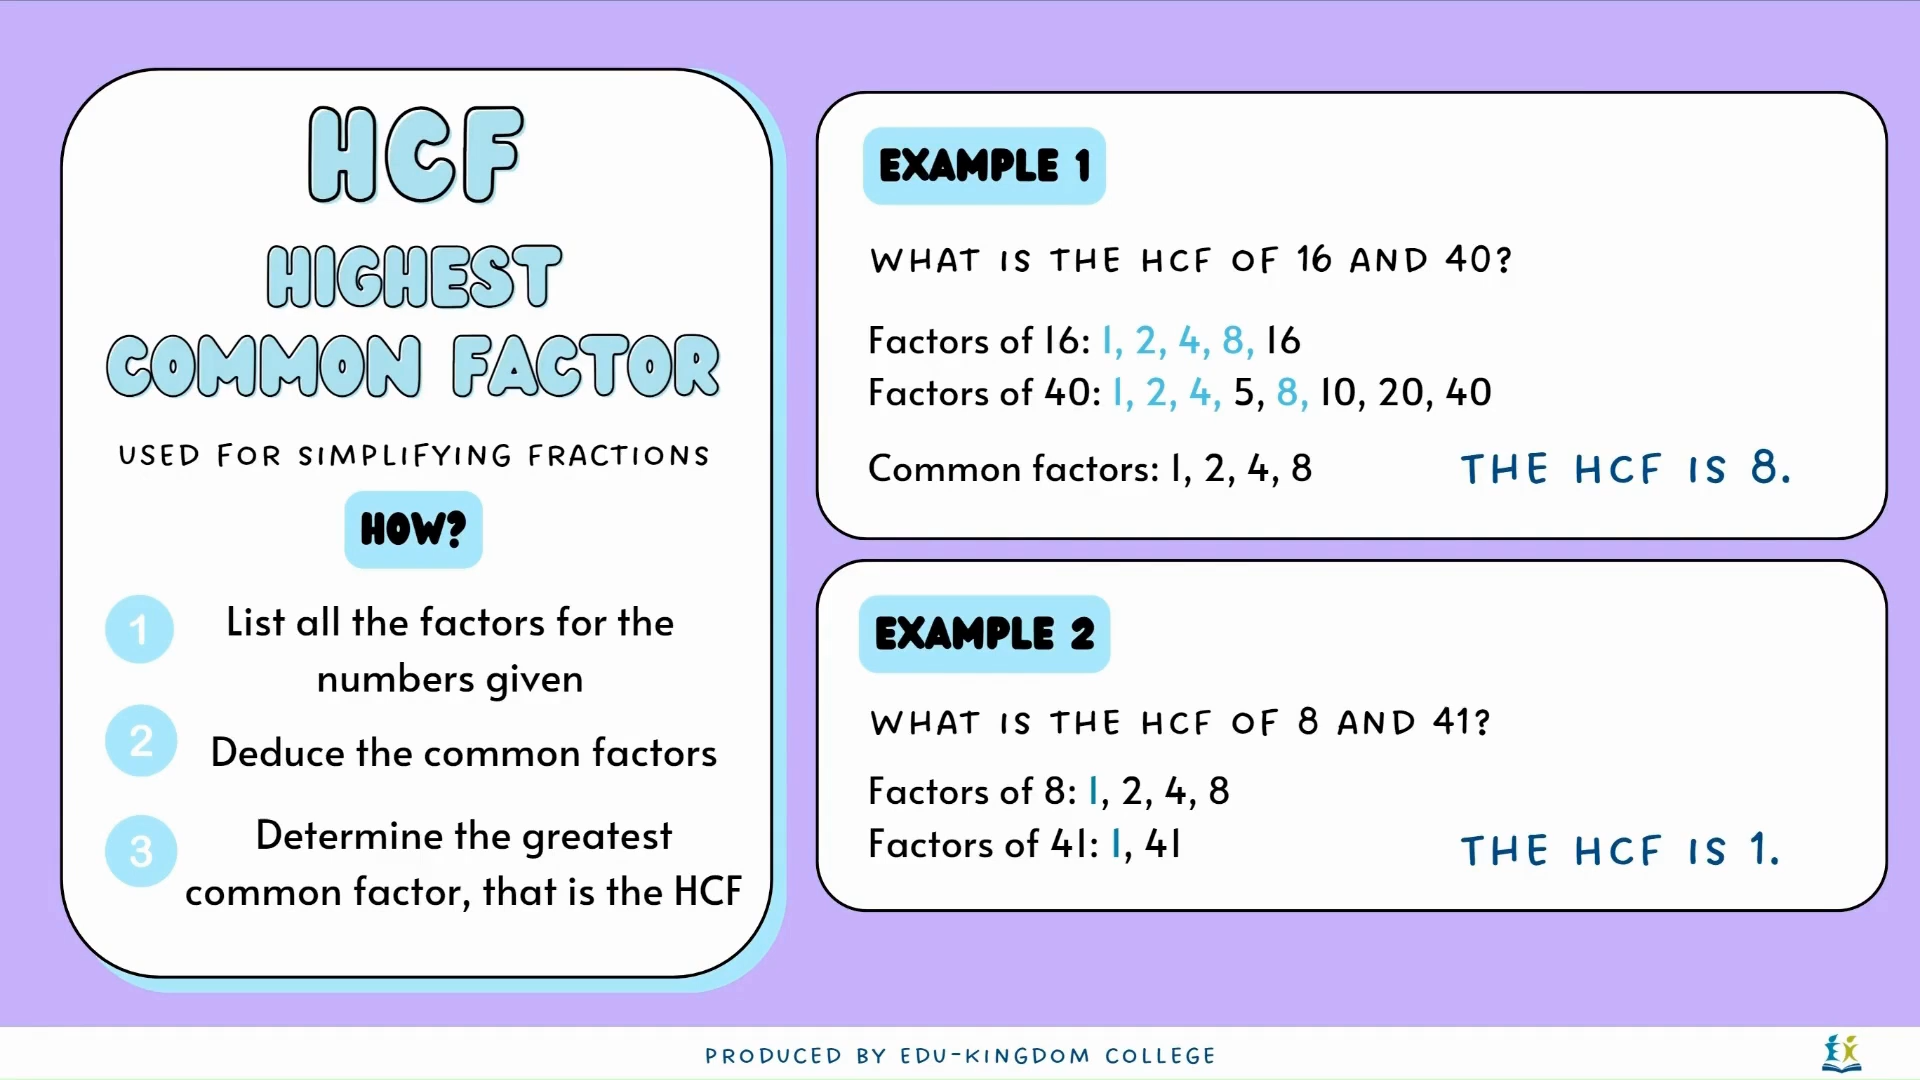 HCF
HIGHEST
COMMON FACTOR
USED FOR SIMPLIFYING FRACTIONS
HOW?
1
List all the factors for the
numbers given
2
Deduce the common factors
3
Determine the greatest
common factor, that is the HCF
EXAMPLE 1
WHAT IS THE HCF OF 16 AND 40?
Factors of 16: 1, 2, 4, 8, 16
Factors of 40: 1, 2, 4, 5, 8, 10, 20, 40
Common factors: 1, 2, 4, 8
THE HCF IS 8.
EXAMPLE 2
WHAT IS THE HCF OF 8 AND 41?
Factors of 8: 1, 2, 4, 8
Factors of 41: 1, 41
THE HCF IS 1.
PRODUCED BY EDU-KINGDOM COLLEGE